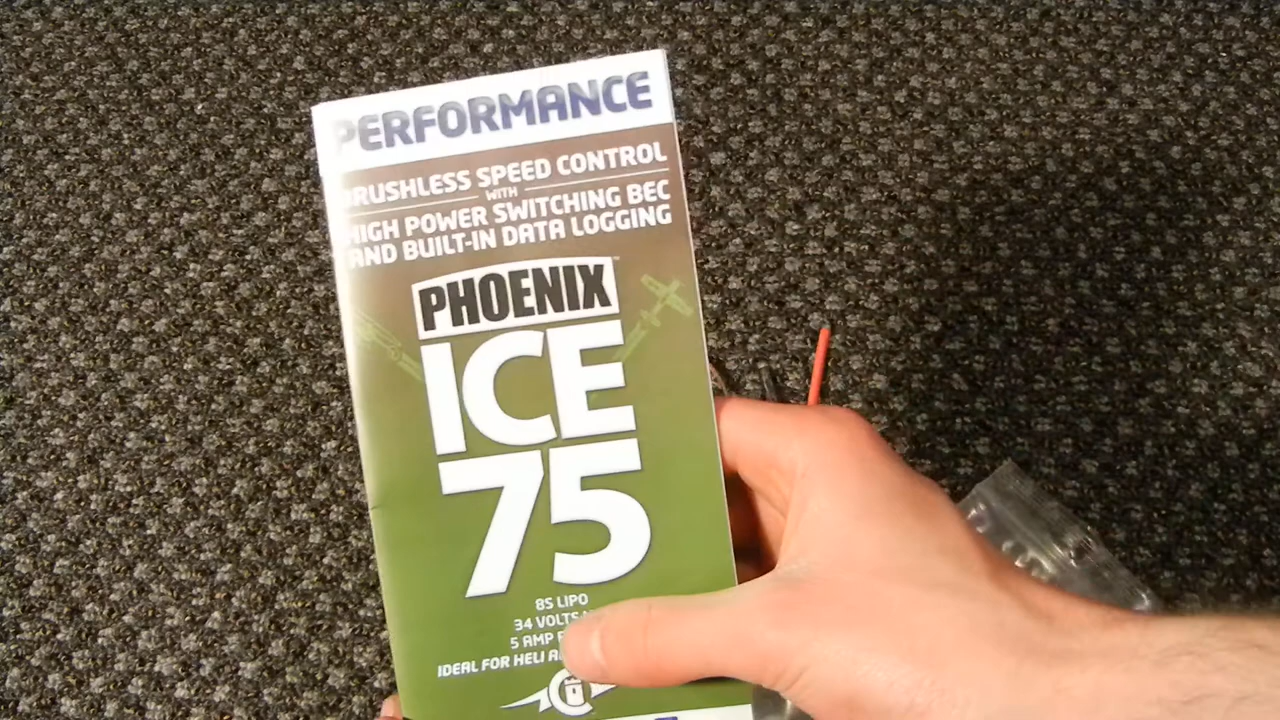 PERFORMANCE
BRUSHLESS SPEED CONTROL
WITH
HIGH POWER SWITCHING BEC
AND BUILT-IN DATA LOGGING
PHOENIX
ICE
75
8S LIPO
34 VOLTS
5 AMP
IDEAL FOR HELI